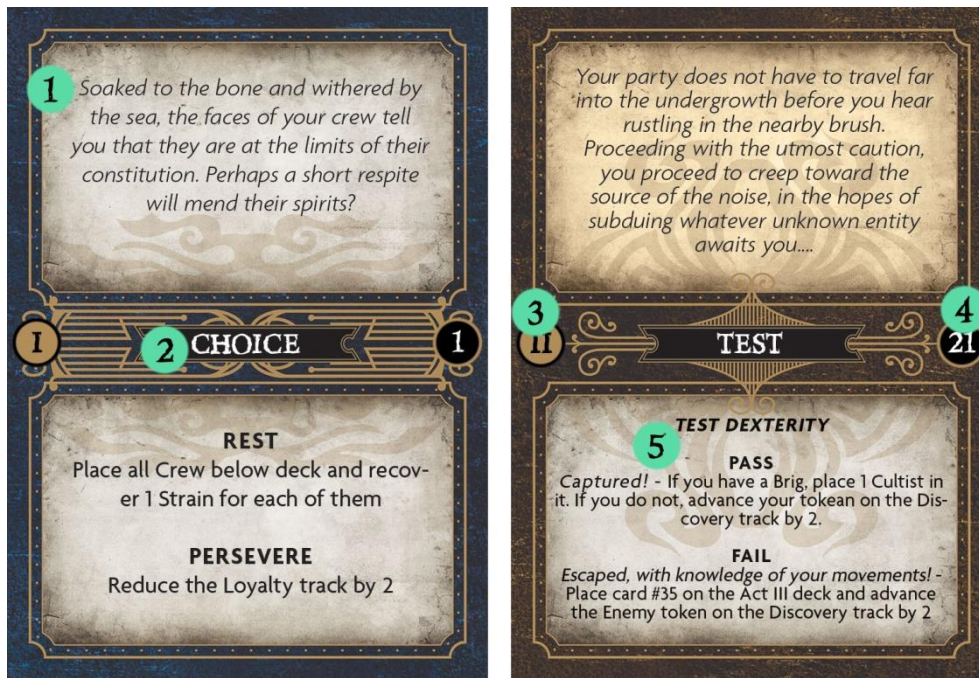 1
Soaked to the bone and withered by
the sea, the faces of your crew tell
you that they are at the limits of their
constitution. Perhaps a short respite
will mend their spirits?
I
2
CHOICE
1
REST
Place all Crew below deck and recov-
er 1 Strain for each of them
PERSEVERE
Reduce the Loyalty track by 2
Your party does not have to travel far
into the undergrowth before you hear
rustling in the nearby brush.
Proceeding with the utmost caution,
you proceed to creep toward the
source of the noise, in the hopes of
subduing whatever unknown entity
awaits you....
3
II
TEST
4
21
TEST DEXTERITY
5
PASS
Captured! - If you have a Brig, place 1 Cultist in
it. If you do not, advance your tokean on the Dis-
covery track by 2.
FAIL
Escaped, with knowledge of your movements! -
Place card #35 on the Act III deck and advance
the Enemy token on the Discovery track by 2